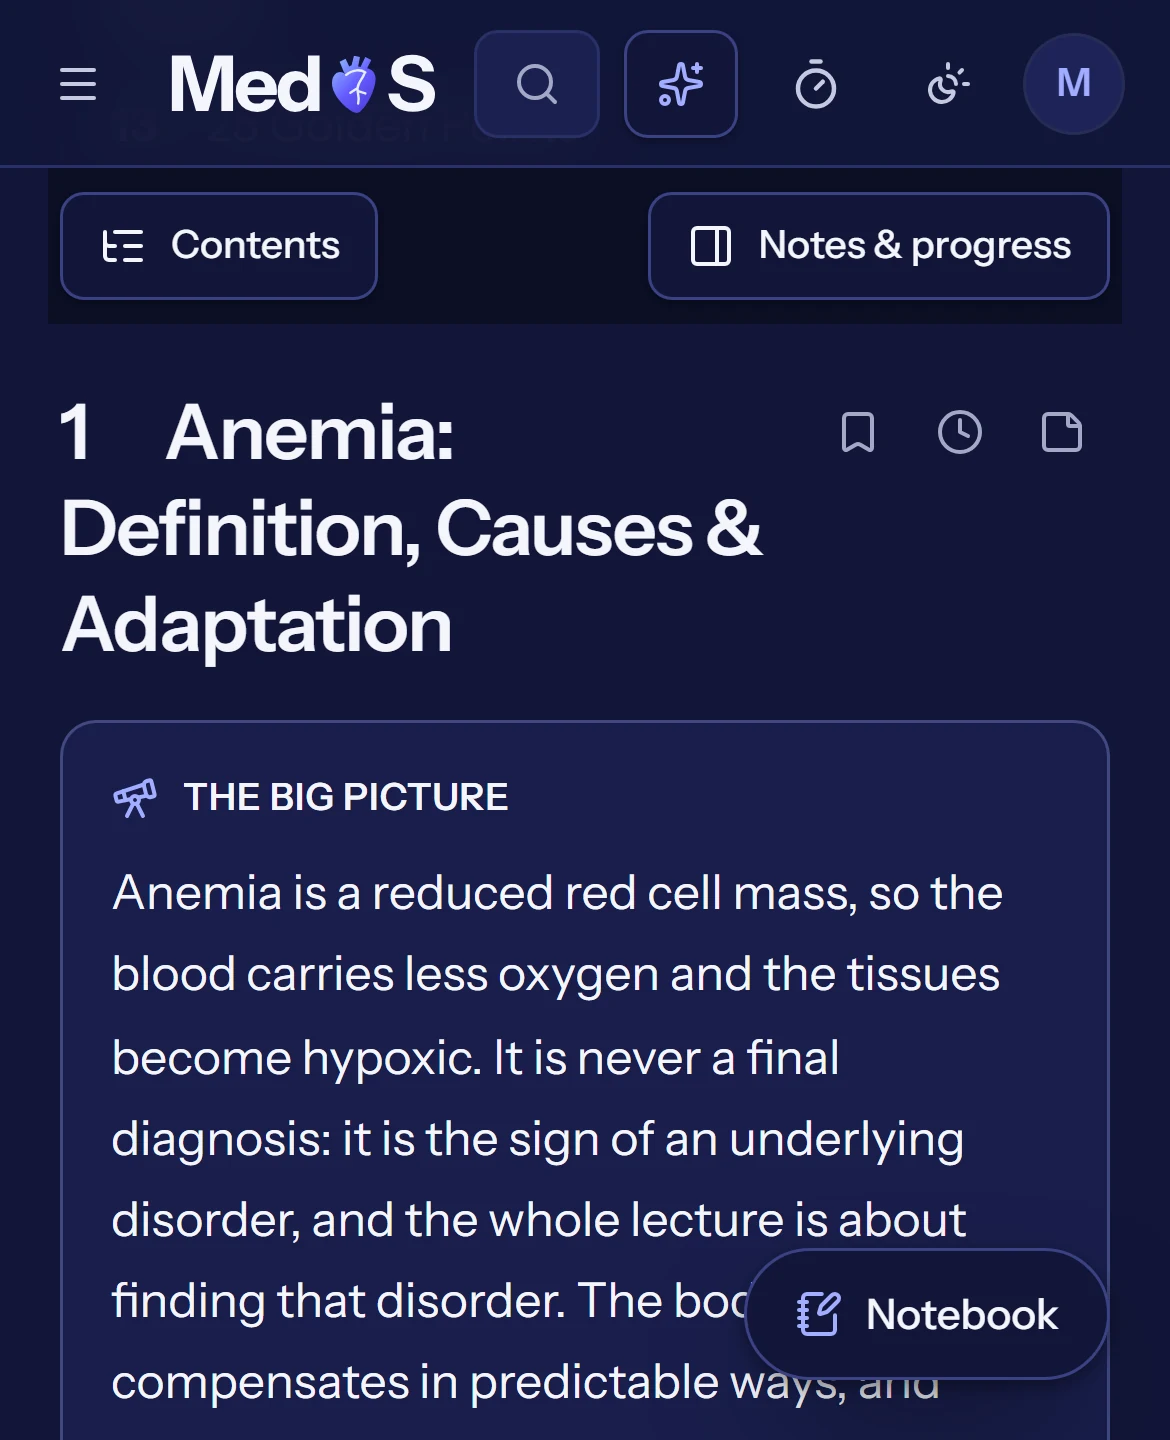 Med S
M
Contents
Notes & progress
1 Anemia:
Definition, Causes &
Adaptation
THE BIG PICTURE
Anemia is a reduced red cell mass, so the
blood carries less oxygen and the tissues
become hypoxic. It is never a final
diagnosis: it is the sign of an underlying
disorder, and the whole lecture is about
finding that disorder. The
compensates in predictable ways, and
Notebook